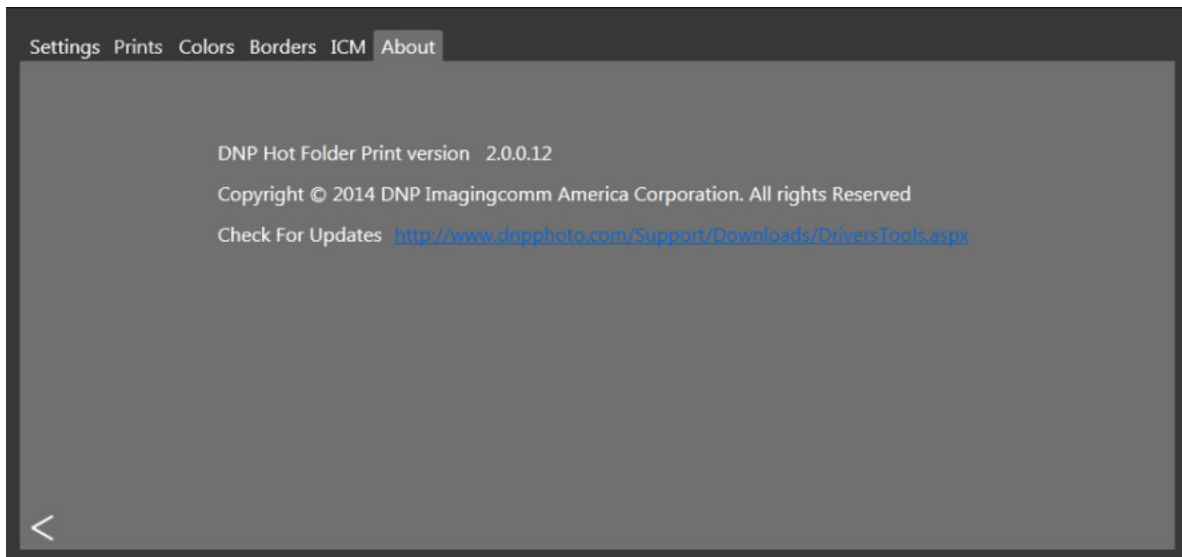 Settings Prints Colors Borders ICM About
DNP Hot Folder Print version 2.0.0.12
Copyright © 2014 DNP Imagingcomm America Corporation. All rights Reserved
Check For Updates http://www.dnpphoto.com/Support/Downloads/DriversTools.aspx
<